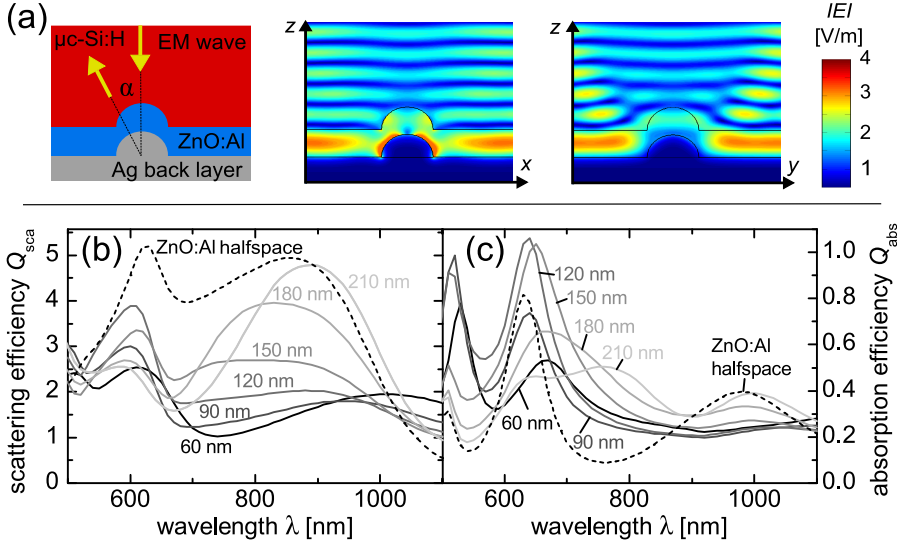 (a)
µc-Si:H
EM wave
α
ZnO:Al
Ag back layer
z
x
z
y
|E|
[V/m]
4
3
2
1
(b)
ZnO:Al halfspace
210 nm
180 nm
150 nm
120 nm
90 nm
60 nm
scattering efficiency Qsca
5
4
3
2
1
0
600
800
1000
wavelength λ [nm]
(c)
120 nm
150 nm
180 nm
210 nm
ZnO:Al
halfspace
60 nm
90 nm
absorption efficiency Qabs
1.0
0.8
0.6
0.4
0.2
0.0
600
800
1000
wavelength λ [nm]